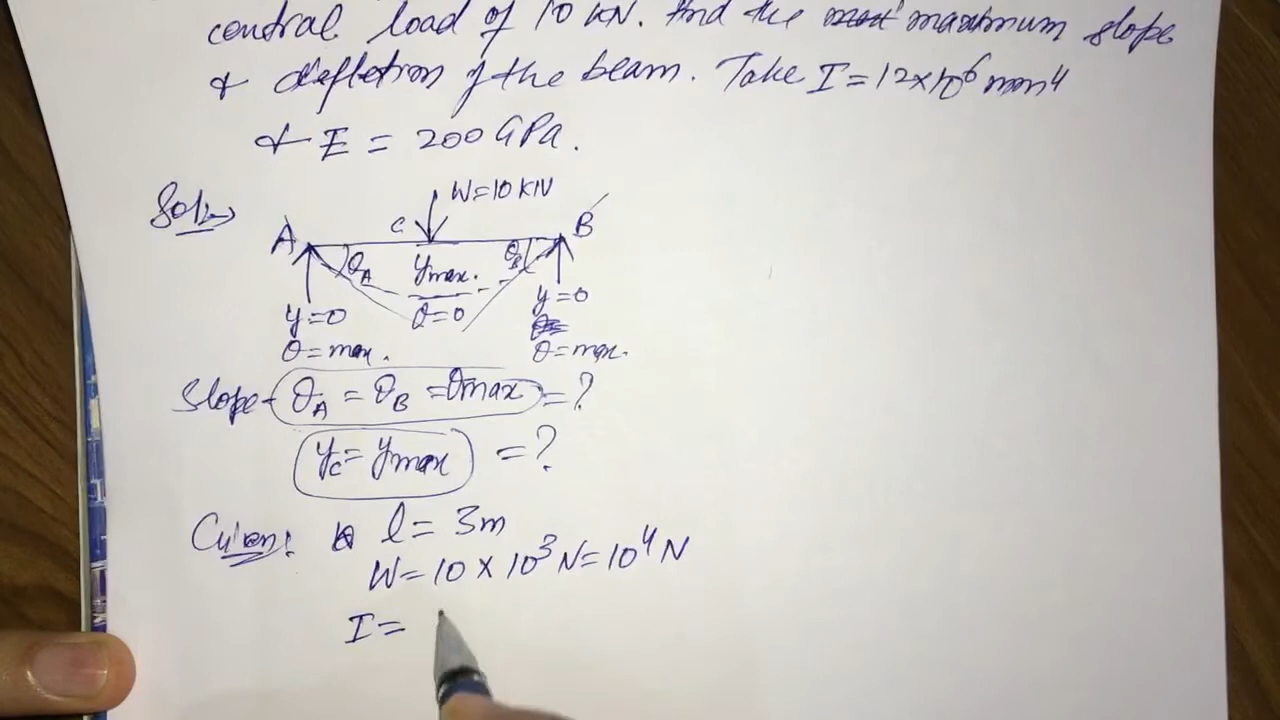 central load of 10 KN. Find the maximum slope
& deflection of the beam. Take I = 12×10⁶ mm⁴
& E = 200 GPa.
Soln
W=10 KN
A C B
θA ymax. θB
y=0 θ=0 y=0
θ=max. θ=max.
Slope - θA = θB = θmax = ?
yc = ymax = ?
Given: l = 3m
W = 10 × 10³ N = 10⁴ N
I =